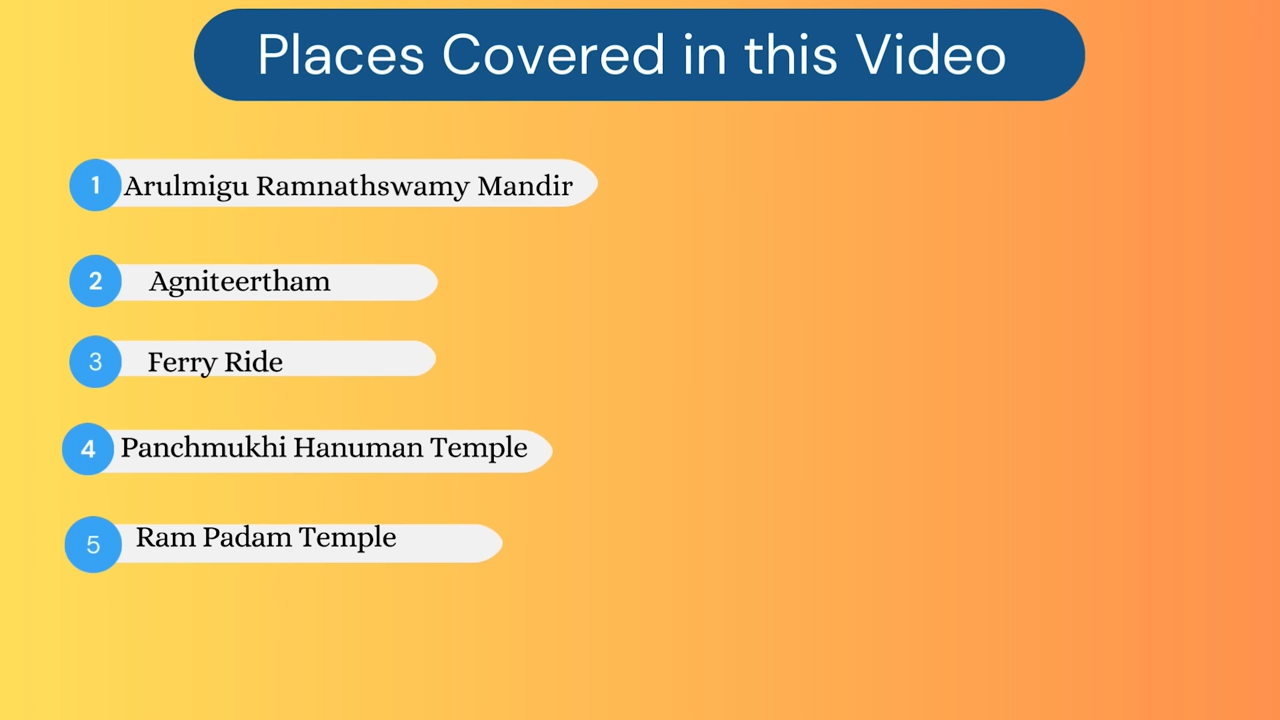 Places Covered in this Video
1 Arulmigu Ramnathswamy Mandir
2 Agniteertham
3 Ferry Ride
4 Panchmukhi Hanuman Temple
5 Ram Padam Temple